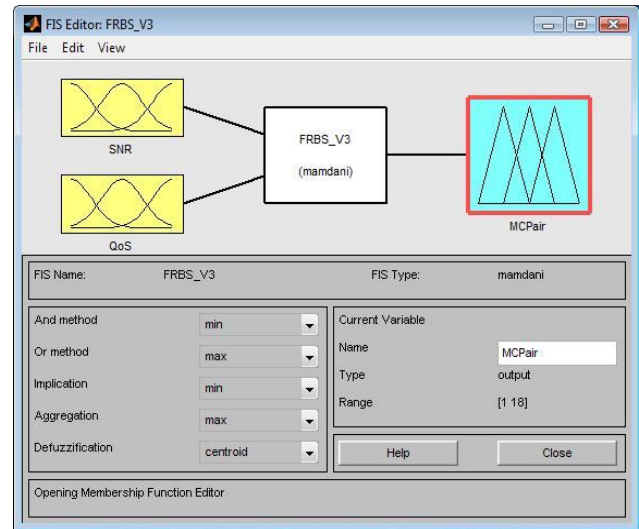 FIS Editor: FRBS_V3
File Edit View
SNR
QoS
FRBS_V3
(mamdani)
MCPair
FIS Name: FRBS_V3 FIS Type: mamdani
And method min
Or method max
Implication min
Aggregation max
Defuzzification centroid
Current Variable
Name MCPair
Type output
Range [1 18]
Help Close
Opening Membership Function Editor